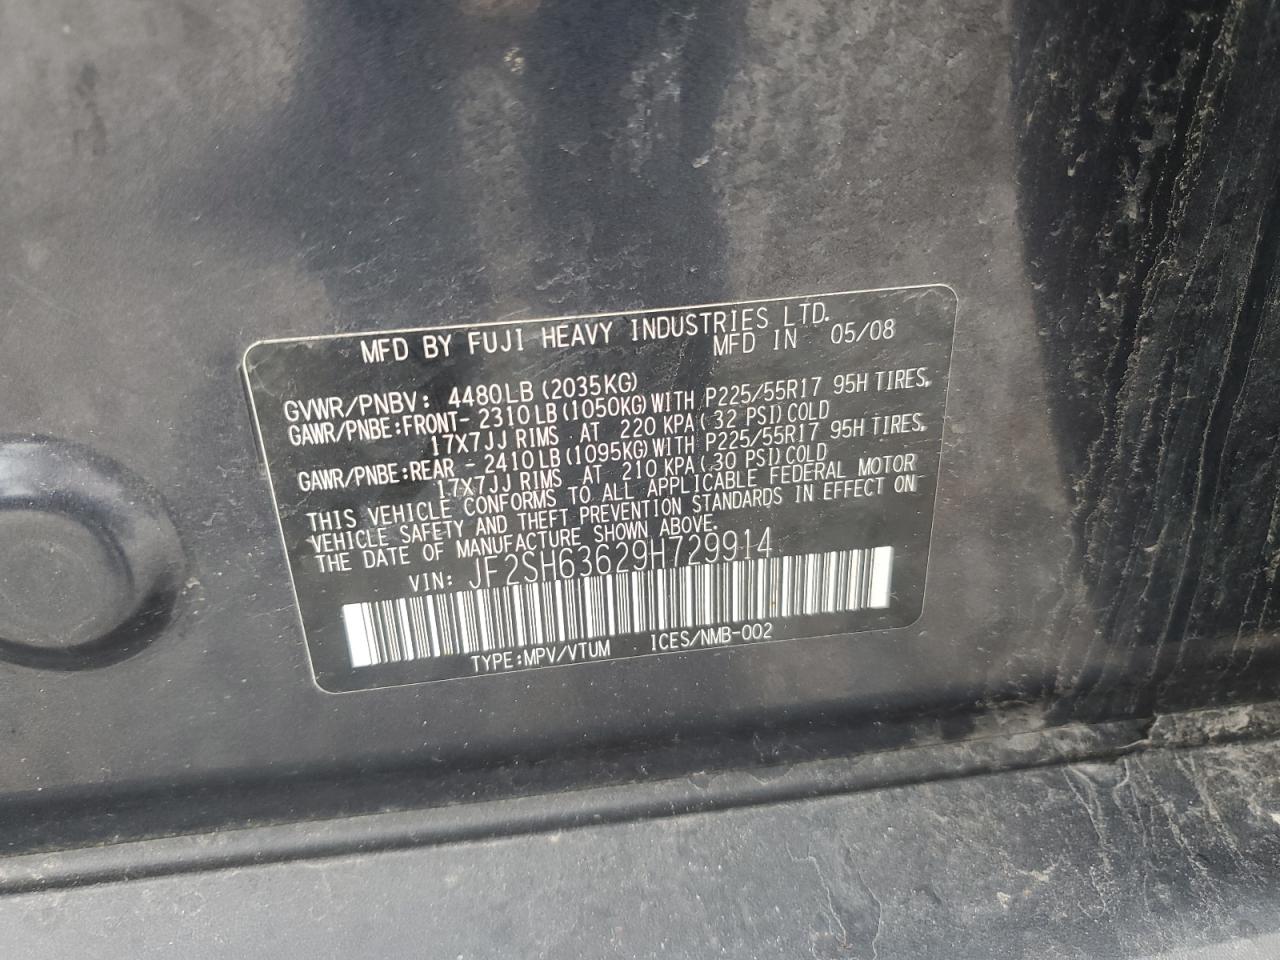 MFD BY FUJI HEAVY INDUSTRIES LTD.
MFD IN 05/08
GVWR/PNBV: 4480LB (2035KG)
GAWR/PNBE:FRONT- 2310LB (1050KG) WITH P225/55R17 95H TIRES,
17X7JJ RIMS AT 220 KPA ( 32 PSI) COLD
GAWR/PNBE:REAR - 2410LB (1095KG) WITH P225/55R17 95H TIRES,
17X7JJ RIMS AT 210 KPA ( 30 PSI) COLD
THIS VEHICLE CONFORMS TO ALL APPLICABLE FEDERAL MOTOR
VEHICLE SAFETY AND THEFT PREVENTION STANDARDS IN EFFECT ON
THE DATE OF MANUFACTURE SHOWN ABOVE.
VIN: JF2SH63629H729914
TYPE:MPV/VTUM ICES/NMB-002